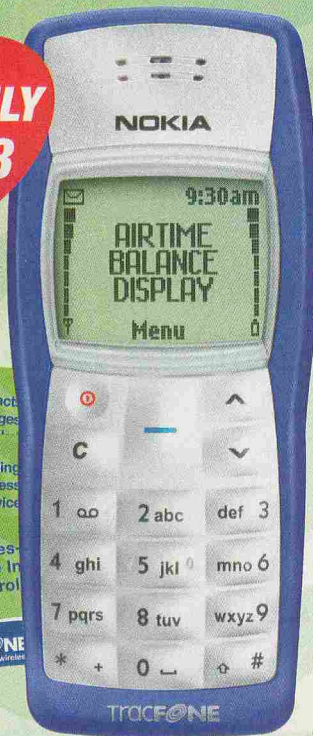 NOKIA
9:30am
AIRTIME
BALANCE
DISPLAY
Menu
C
1
2 abc
def 3
4 ghi
5 jkl
mno 6
7 pqrs
8 tuv
wxyz 9
* +
0
#
TRACFONE